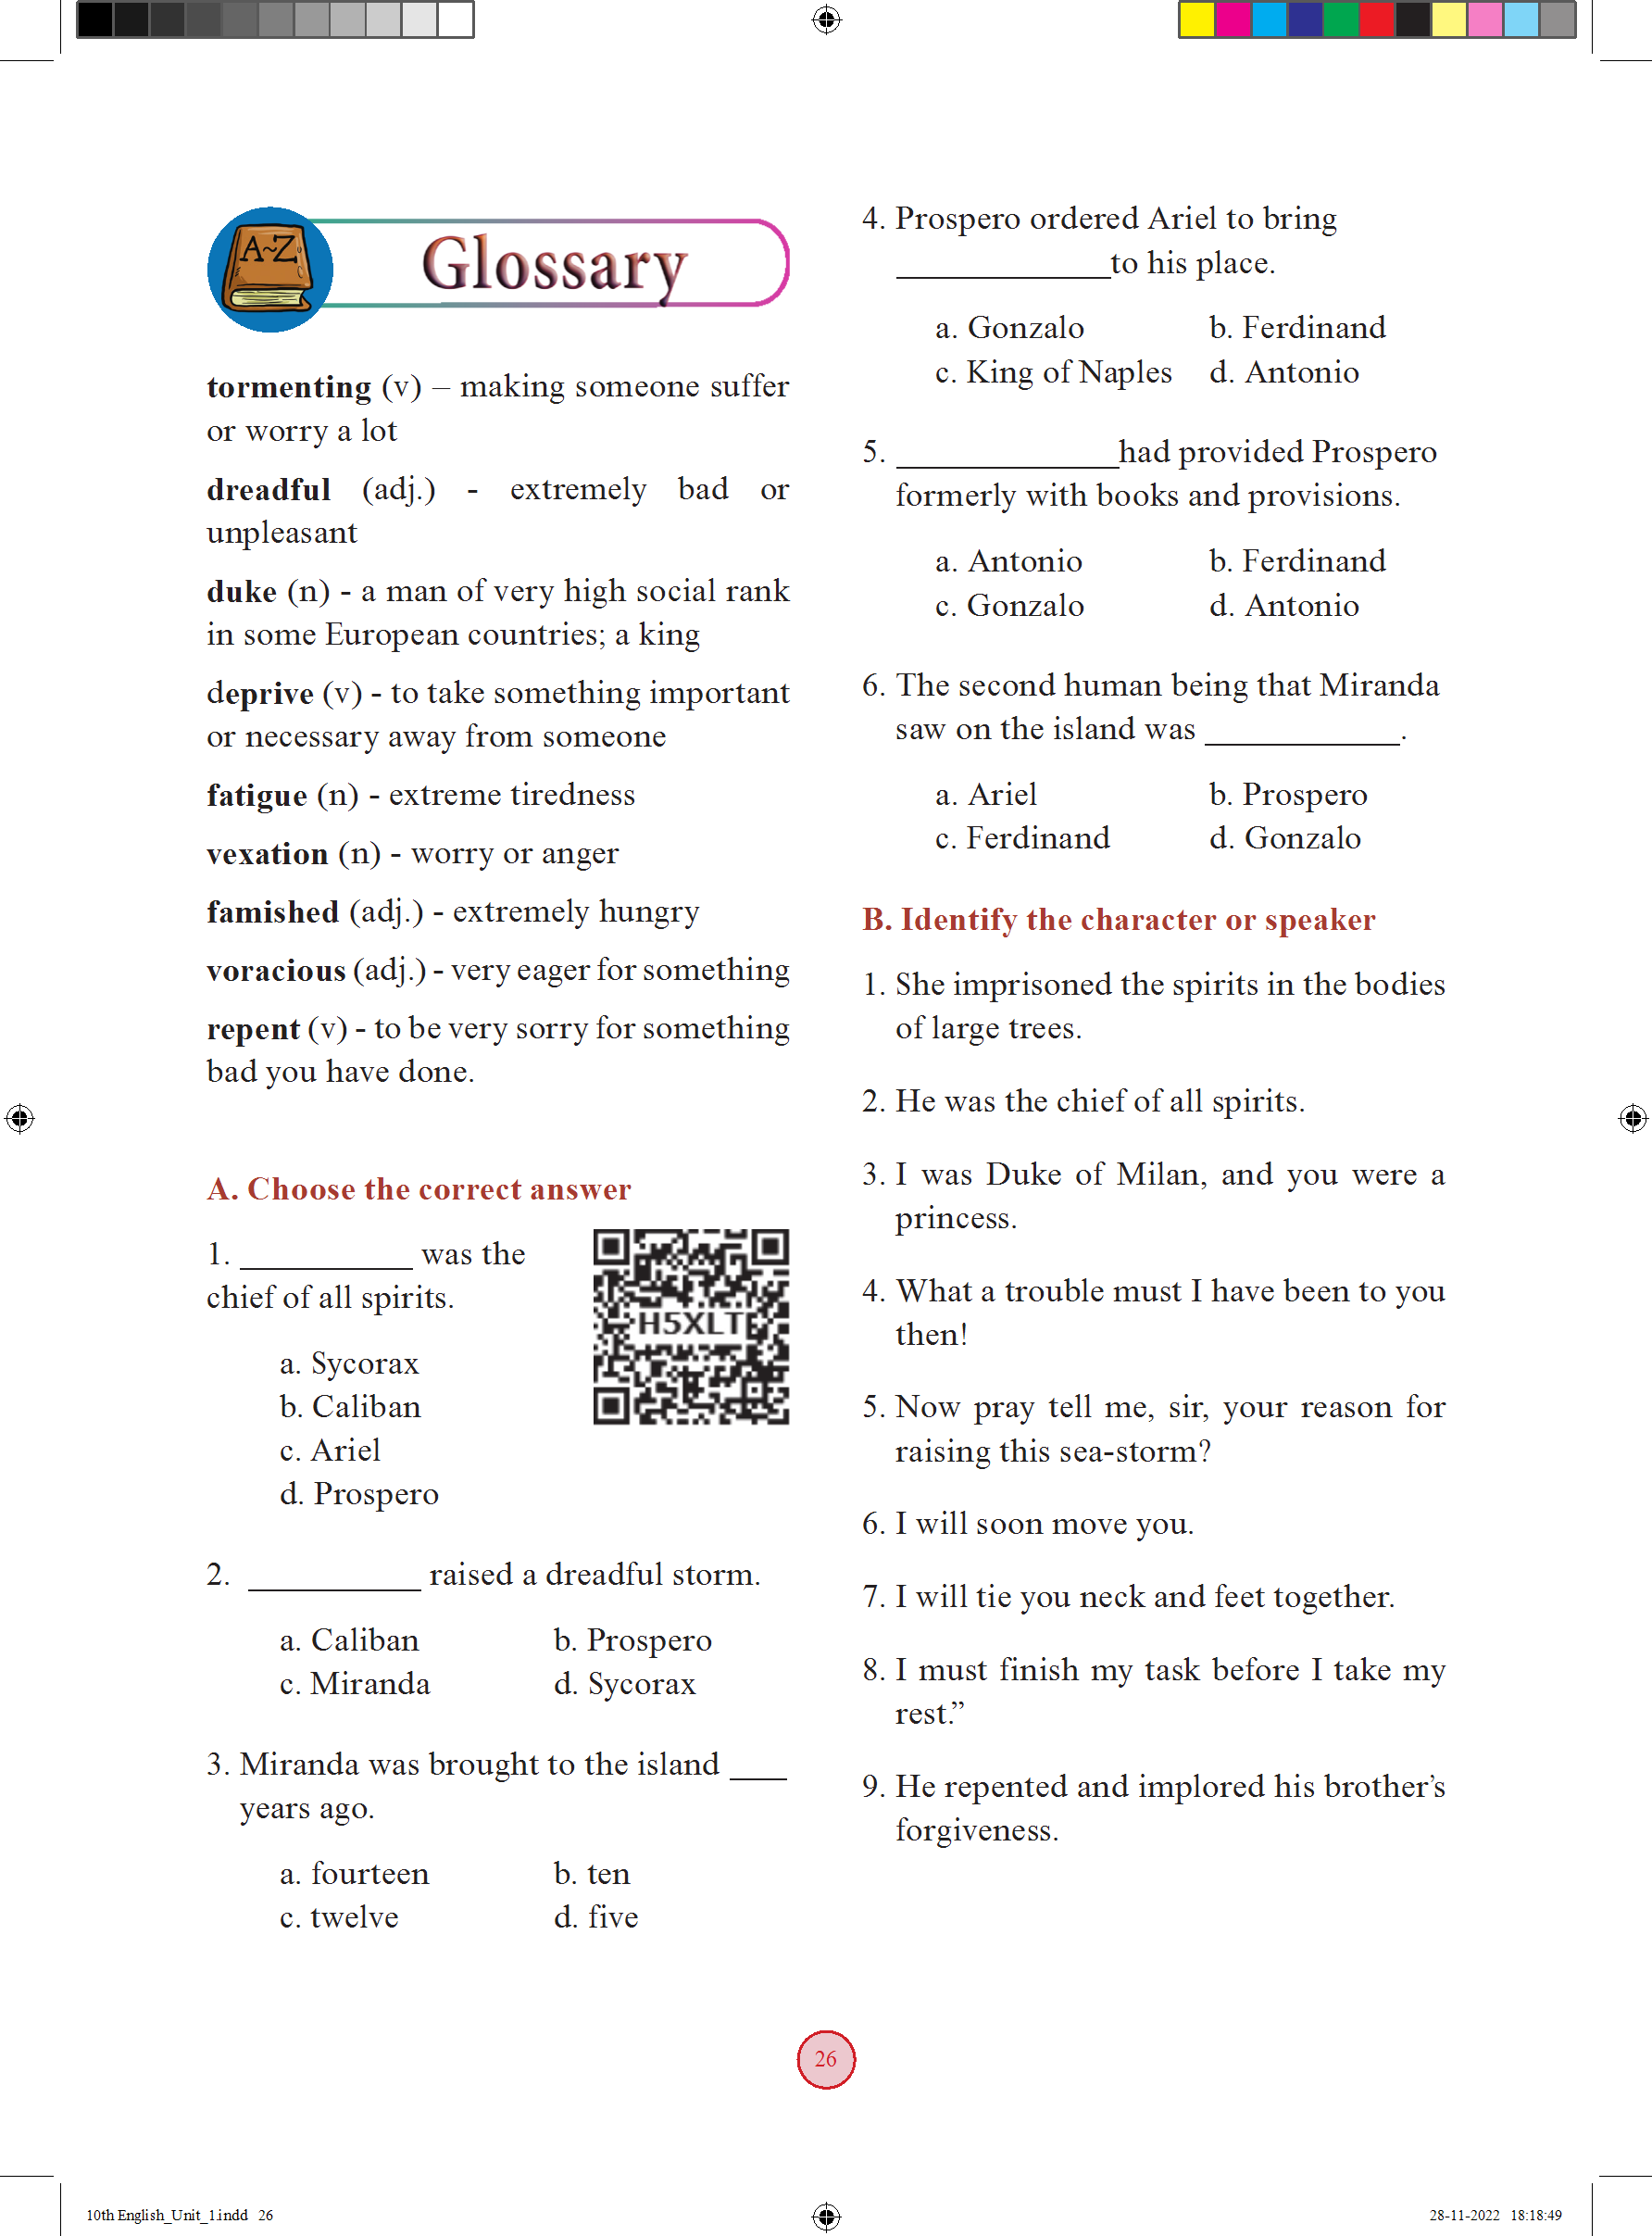 A~Z
Glossary
tormenting (v) – making someone suffer
or worry a lot
dreadful (adj.) - extremely bad or
unpleasant
duke (n) - a man of very high social rank
in some European countries; a king
deprive (v) - to take something important
or necessary away from someone
fatigue (n) - extreme tiredness
vexation (n) - worry or anger
famished (adj.) - extremely hungry
voracious (adj.) - very eager for something
repent (v) - to be very sorry for something
bad you have done.
A. Choose the correct answer
1. ___________ was the
chief of all spirits.
H5XLT
a. Sycorax
b. Caliban
c. Ariel
d. Prospero
2. ___________ raised a dreadful storm.
a. Caliban b. Prospero
c. Miranda d. Sycorax
3. Miranda was brought to the island ____
years ago.
a. fourteen b. ten
c. twelve d. five
4. Prospero ordered Ariel to bring
_____________to his place.
a. Gonzalo b. Ferdinand
c. King of Naples d. Antonio
5. ______________had provided Prospero
formerly with books and provisions.
a. Antonio b. Ferdinand
c. Gonzalo d. Antonio
6. The second human being that Miranda
saw on the island was ____________.
a. Ariel b. Prospero
c. Ferdinand d. Gonzalo
B. Identify the character or speaker
1. She imprisoned the spirits in the bodies
of large trees.
2. He was the chief of all spirits.
3. I was Duke of Milan, and you were a
princess.
4. What a trouble must I have been to you
then!
5. Now pray tell me, sir, your reason for
raising this sea-storm?
6. I will soon move you.
7. I will tie you neck and feet together.
8. I must finish my task before I take my
rest.”
9. He repented and implored his brother’s
forgiveness.
26
10th English_Unit_1.indd 26
28-11-2022 18:18:49